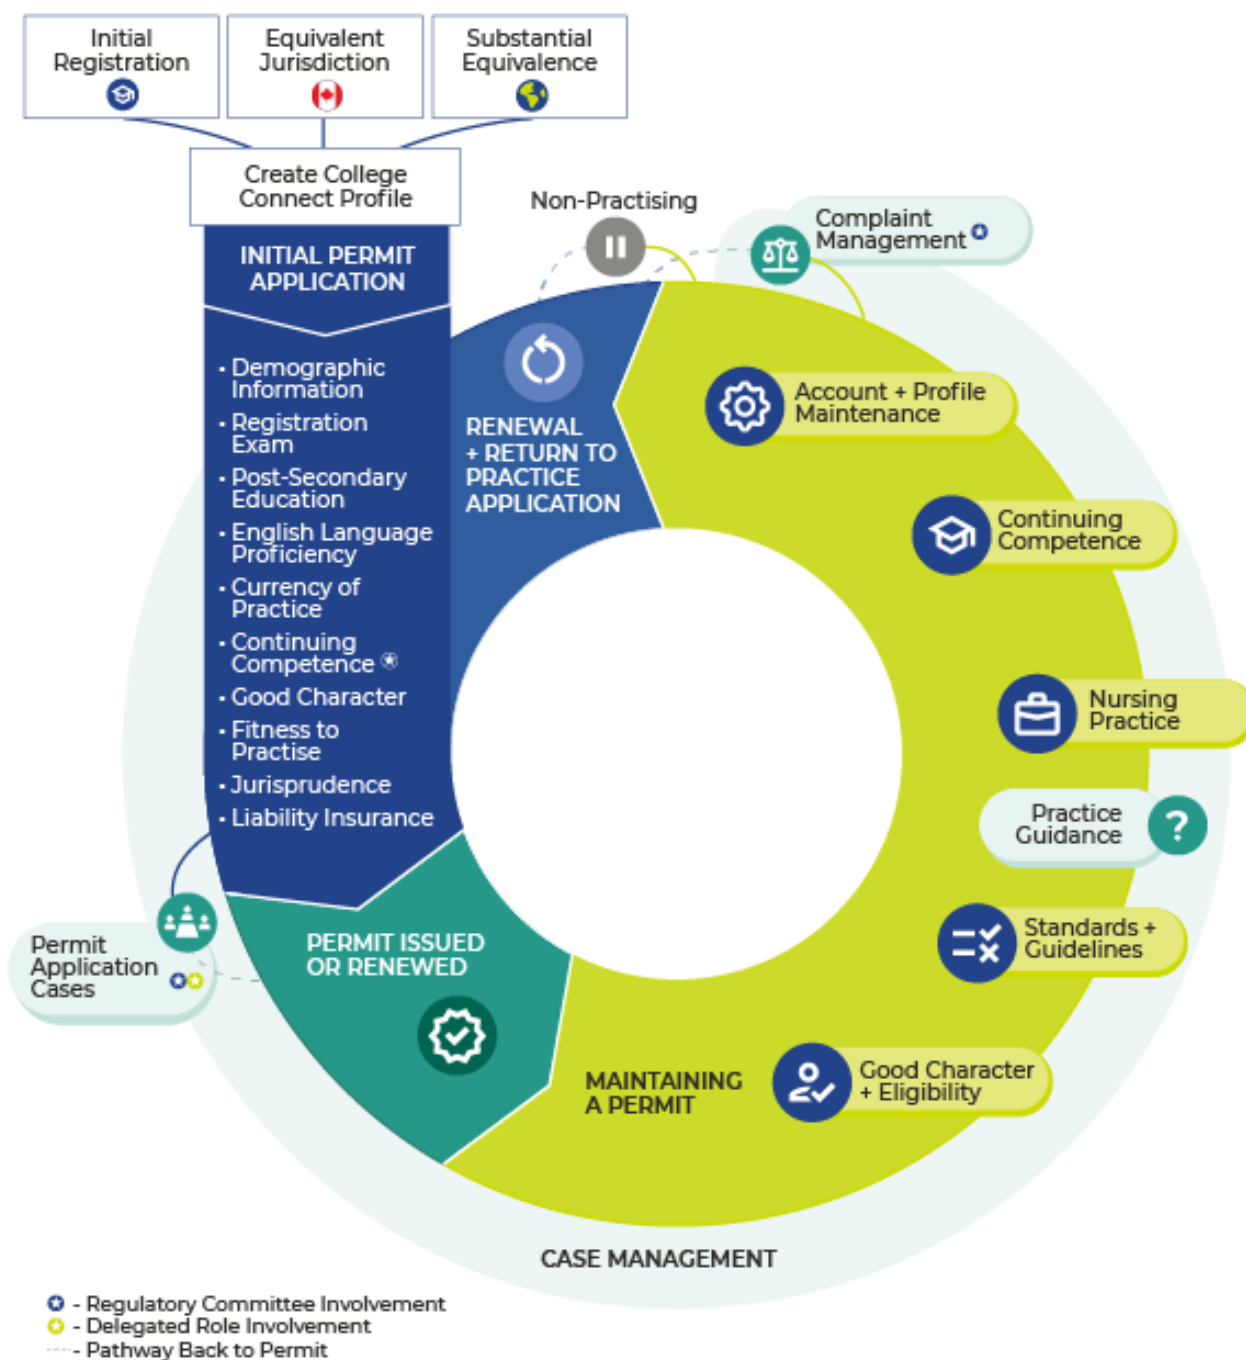 Initial
Registration
Equivalent
Jurisdiction
Substantial
Equivalence
Create College
Connect Profile
INITIAL PERMIT
APPLICATION
• Demographic
Information
• Registration
Exam
• Post-Secondary
Education
• English Language
Proficiency
• Currency of
Practice
• Continuing
Competence
• Good Character
• Fitness to
Practise
• Jurisprudence
• Liability Insurance
Non-Practising
Complaint
Management
RENEWAL
+ RETURN TO
PRACTICE
APPLICATION
Account + Profile
Maintenance
Continuing
Competence
Nursing
Practice
Practice
Guidance
?
Standards +
Guidelines
Good Character
+ Eligibility
MAINTAINING
A PERMIT
PERMIT ISSUED
OR RENEWED
Permit
Application
Cases
CASE MANAGEMENT
- Regulatory Committee Involvement
- Delegated Role Involvement
- Pathway Back to Permit